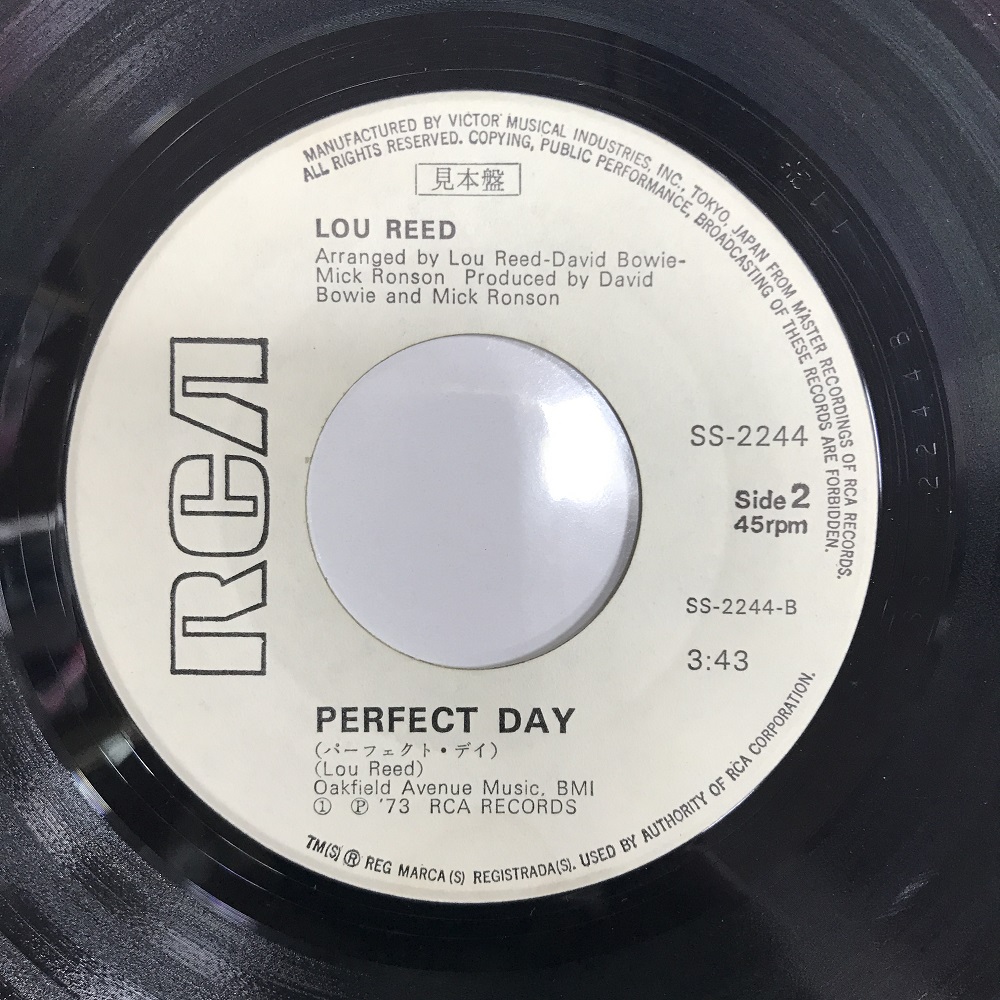 MANUFACTURED BY VICTOR MUSICAL INDUSTRIES, INC., TOKYO, JAPAN FROM MASTER RECORDINGS OF RCA RECORDS.
ALL RIGHTS RESERVED. COPYING, PUBLIC PERFORMANCE, BROADCASTING OF THESE RECORDS ARE FORBIDDEN.
見本盤
LOU REED
Arranged by Lou Reed-David Bowie-
Mick Ronson Produced by David
Bowie and Mick Ronson
RCA
SS-2244
Side 2
45rpm
SS-2244-B
3:43
PERFECT DAY
(パーフェクト・デイ)
(Lou Reed)
Oakfield Avenue Music, BMI
① Ⓟ '73 RCA RECORDS
TM(S) ® REG MARCA(S) REGISTRADA(S). USED BY AUTHORITY OF RCA CORPORATION.